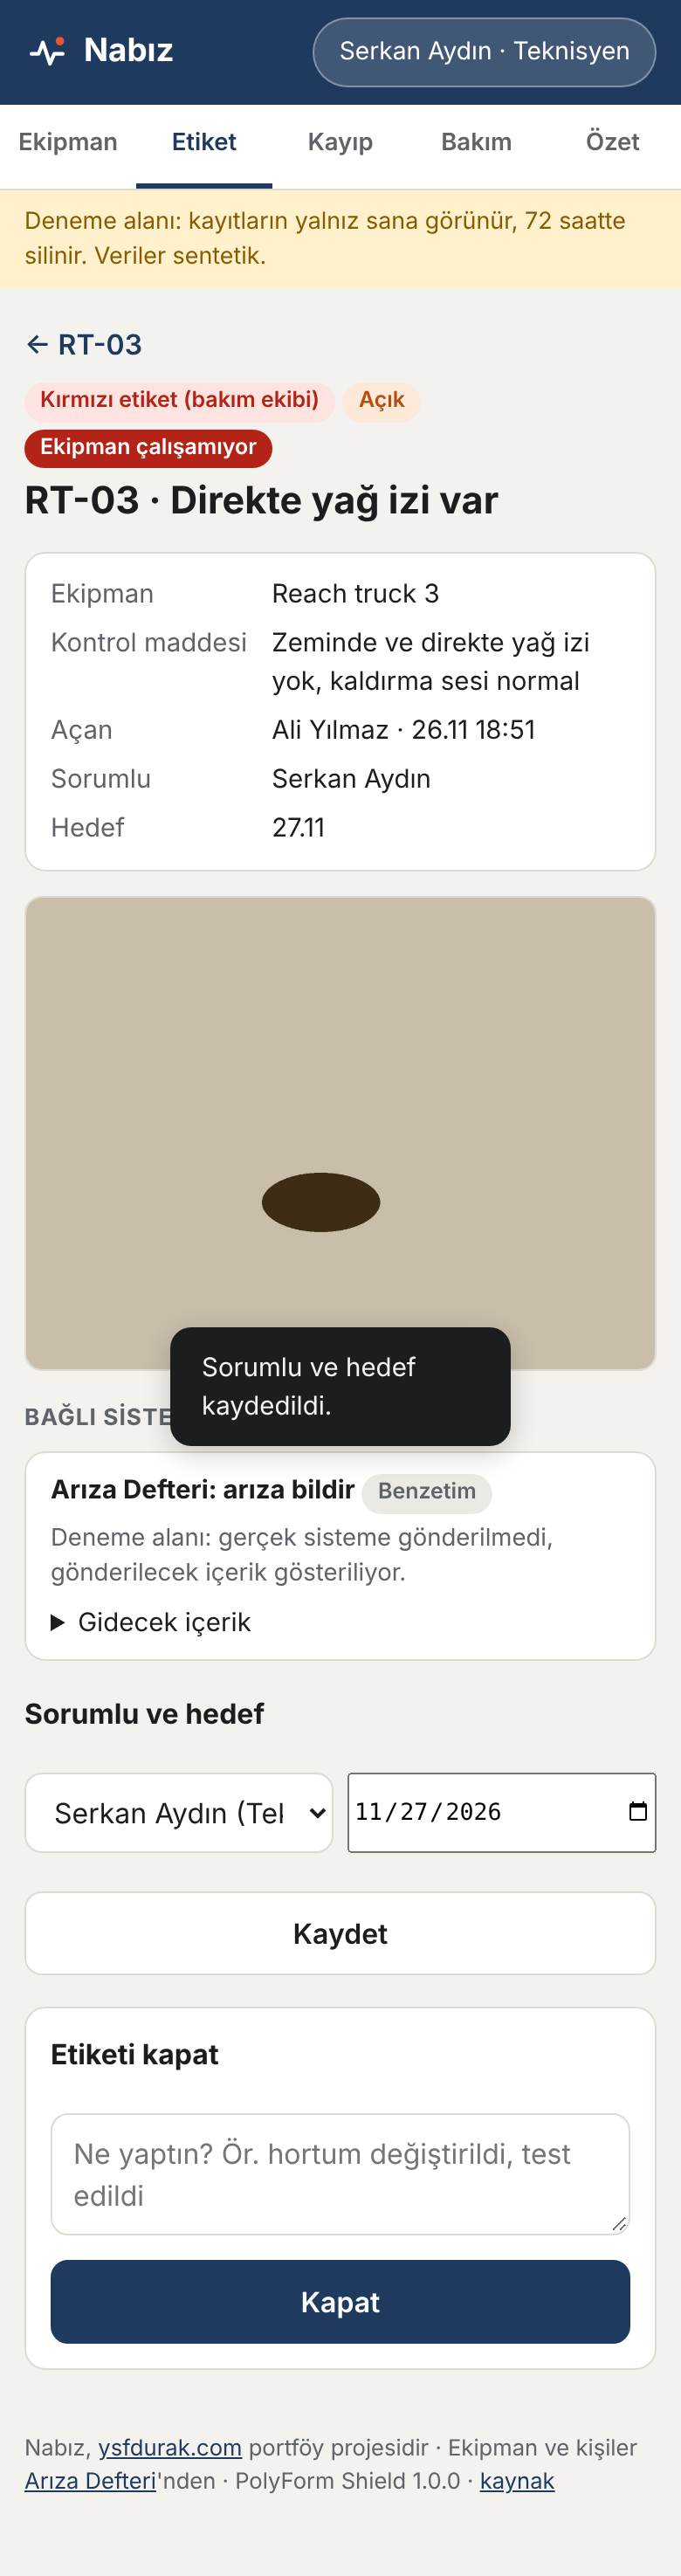 Nabız
Serkan Aydın · Teknisyen
Ekipman Etiket Kayıp Bakım Özet
Deneme alanı: kayıtların yalnız sana görünür, 72 saatte
silinir. Veriler sentetik.
← RT-03
Kırmızı etiket (bakım ekibi) Açık
Ekipman çalışamıyor
RT-03 · Direkte yağ izi var
Ekipman Reach truck 3
Kontrol maddesi Zeminde ve direkte yağ izi
yok, kaldırma sesi normal
Açan Ali Yılmaz · 26.11 18:51
Sorumlu Serkan Aydın
Hedef 27.11
Sorumlu ve hedef
kaydedildi.
BAĞLI SİSTE
Arıza Defteri: arıza bildir Benzetim
Deneme alanı: gerçek sisteme gönderilmedi,
gönderilecek içerik gösteriliyor.
▶ Gidecek içerik
Sorumlu ve hedef
Serkan Aydın (Tel 11/27/2026
Kaydet
Etiketi kapat
Ne yaptın? Ör. hortum değiştirildi, test
edildi
Kapat
Nabız, ysfdurak.com portföy projesidir · Ekipman ve kişiler
Arıza Defteri'nden · PolyForm Shield 1.0.0 · kaynak